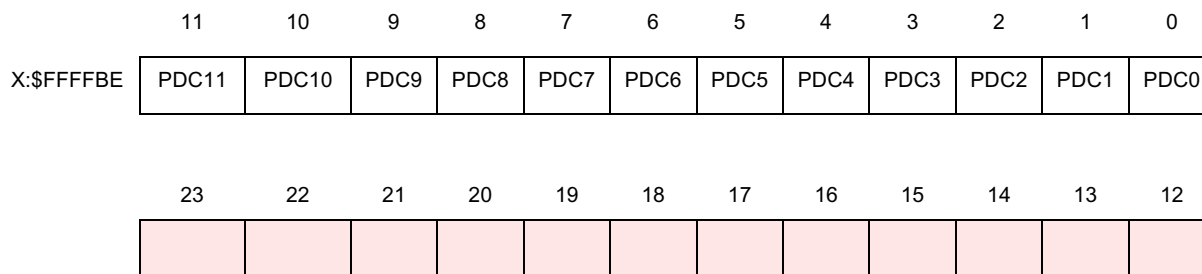 11 10 9 8 7 6 5 4 3 2 1 0
X:$FFFFBE PDC11 PDC10 PDC9 PDC8 PDC7 PDC6 PDC5 PDC4 PDC3 PDC2 PDC1 PDC0
23 22 21 20 19 18 17 16 15 14 13 12